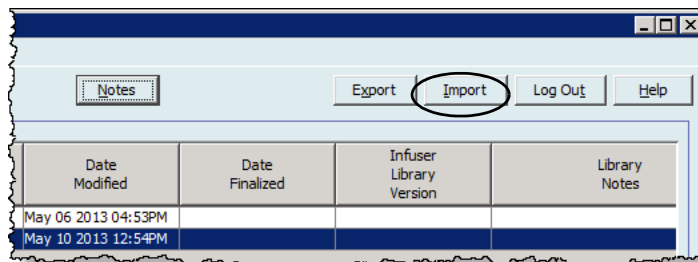 Notes Export Import Log Out Help
Date Modified Date Finalized Infuser Library Version Library Notes
May 06 2013 04:53PM
May 10 2013 12:54PM